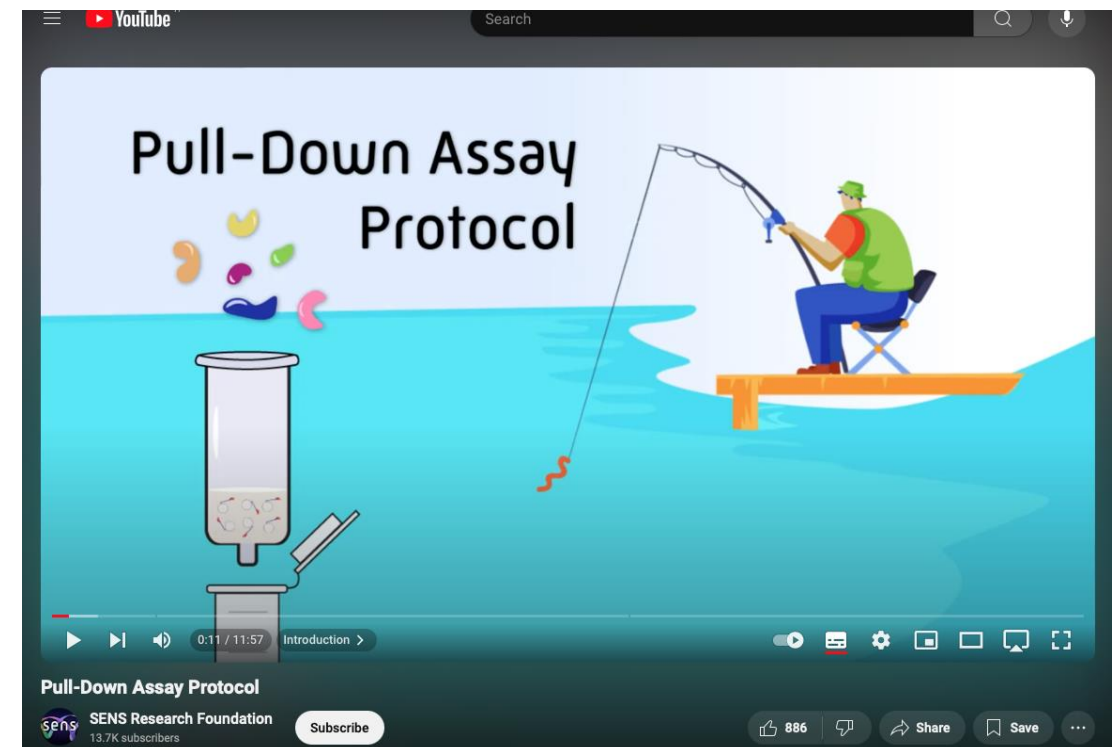 YouTube
Search
Pull-Down Assay
Protocol
0:11 / 11:57 Introduction >
Pull-Down Assay Protocol
sens
SENS Research Foundation
13.7K subscribers
Subscribe
886
Share
Save